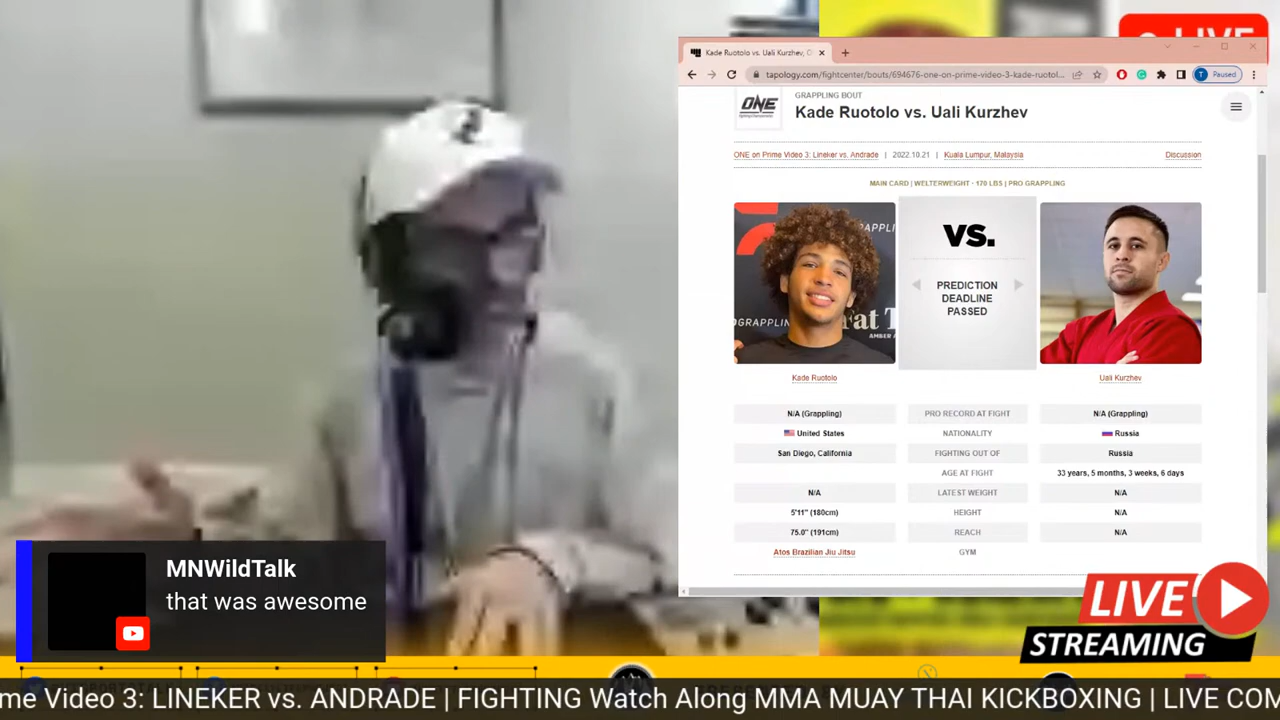 LIVE
Kade Ruotolo vs. Uali Kurzhev, O
tapology.com/fightcenter/bouts/694676-one-on-prime-video-3-kade-ruotol...
T Paused
ONE
GRAPPLING BOUT
Kade Ruotolo vs. Uali Kurzhev
ONE on Prime Video 3: Lineker vs. Andrade | 2022.10.21 | Kuala Lumpur, Malaysia
Discussion
MAIN CARD | WELTERWEIGHT · 170 LBS | PRO GRAPPLING
VS.
PREDICTION
DEADLINE
PASSED
Kade Ruotolo
Uali Kurzhev
N/A (Grappling) PRO RECORD AT FIGHT N/A (Grappling)
United States NATIONALITY Russia
San Diego, California FIGHTING OUT OF Russia
AGE AT FIGHT 33 years, 5 months, 3 weeks, 6 days
N/A LATEST WEIGHT N/A
5'11" (180cm) HEIGHT N/A
75.0" (191cm) REACH N/A
Atos Brazilian Jiu Jitsu GYM
MNWildTalk
that was awesome
LIVE
STREAMING
me Video 3: LINEKER vs. ANDRADE | FIGHTING Watch Along MMA MUAY THAI KICKBOXING | LIVE COM